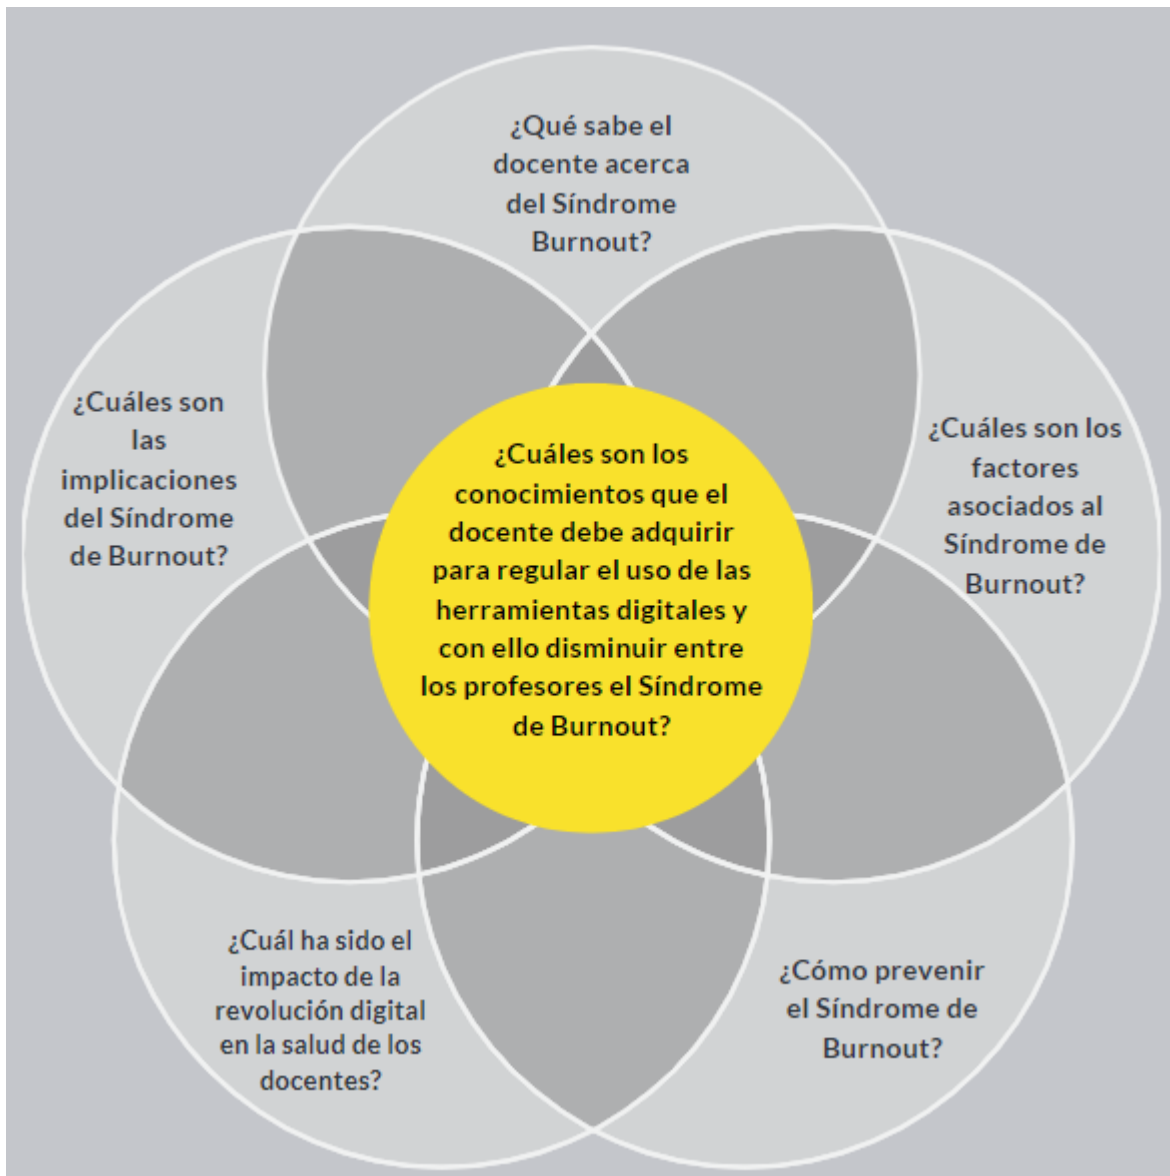 ¿Qué sabe el
docente acerca
del Síndrome
Burnout?
¿Cuáles son
las
implicaciones
del Síndrome
de Burnout?
¿Cuáles son los
conocimientos que el
docente debe adquirir
para regular el uso de las
herramientas digitales y
con ello disminuir entre
los profesores el Síndrome
de Burnout?
¿Cuáles son los
factores
asociados al
Síndrome de
Burnout?
¿Cuál ha sido el
impacto de la
revolución digital
en la salud de los
docentes?
¿Cómo prevenir
el Síndrome de
Burnout?